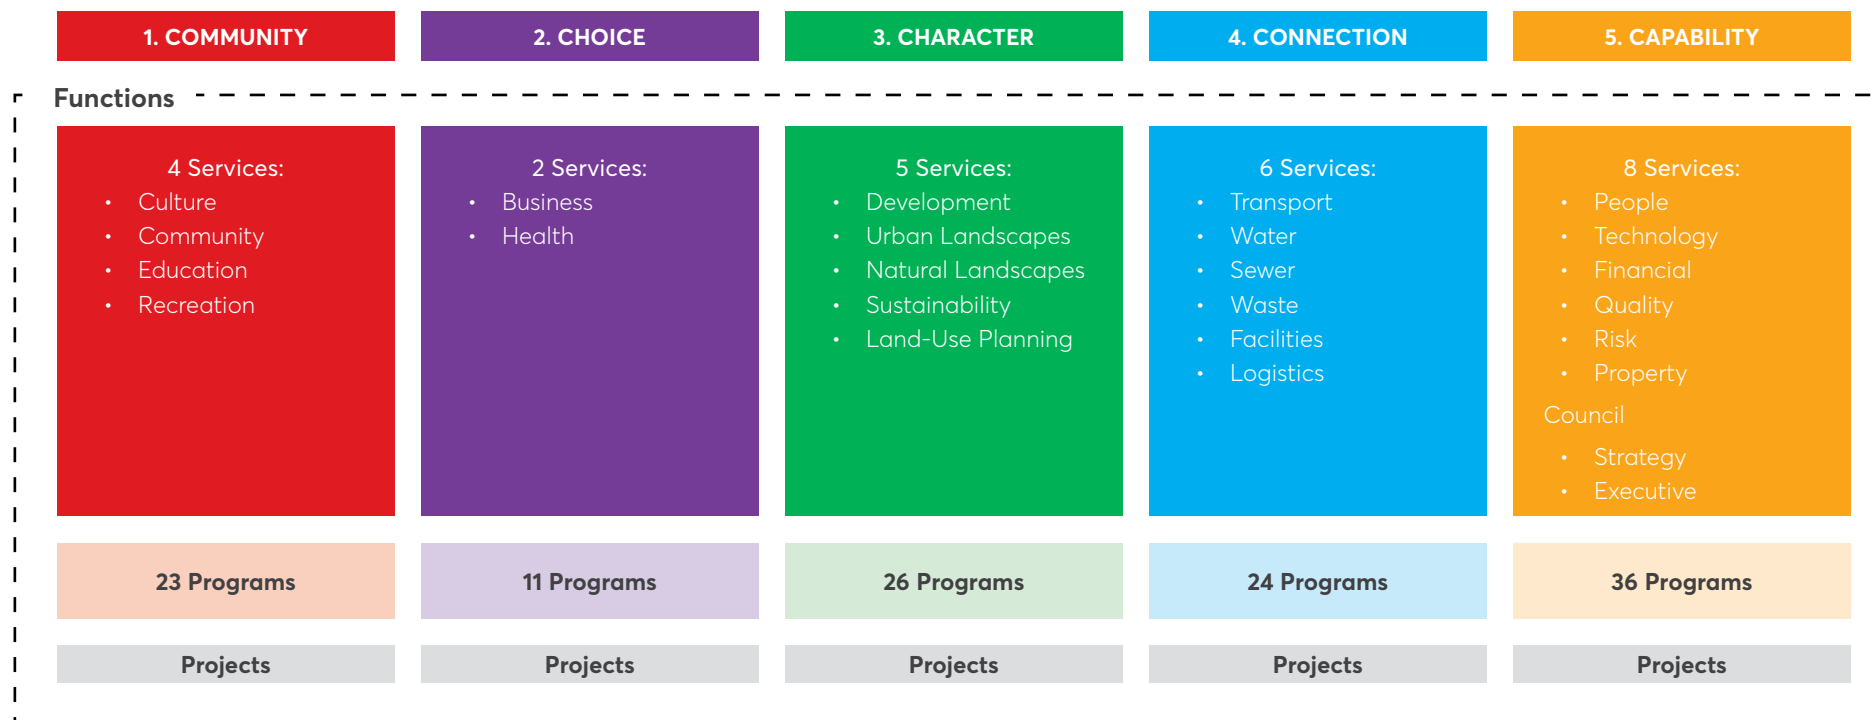 1. COMMUNITY
2. CHOICE
3. CHARACTER
4. CONNECTION
5. CAPABILITY
Functions
4 Services:
• Culture
• Community
• Education
• Recreation
2 Services:
• Business
• Health
5 Services:
• Development
• Urban Landscapes
• Natural Landscapes
• Sustainability
• Land-Use Planning
6 Services:
• Transport
• Water
• Sewer
• Waste
• Facilities
• Logistics
8 Services:
• People
• Technology
• Financial
• Quality
• Risk
• Property
Council
• Strategy
• Executive
23 Programs
11 Programs
26 Programs
24 Programs
36 Programs
Projects
Projects
Projects
Projects
Projects